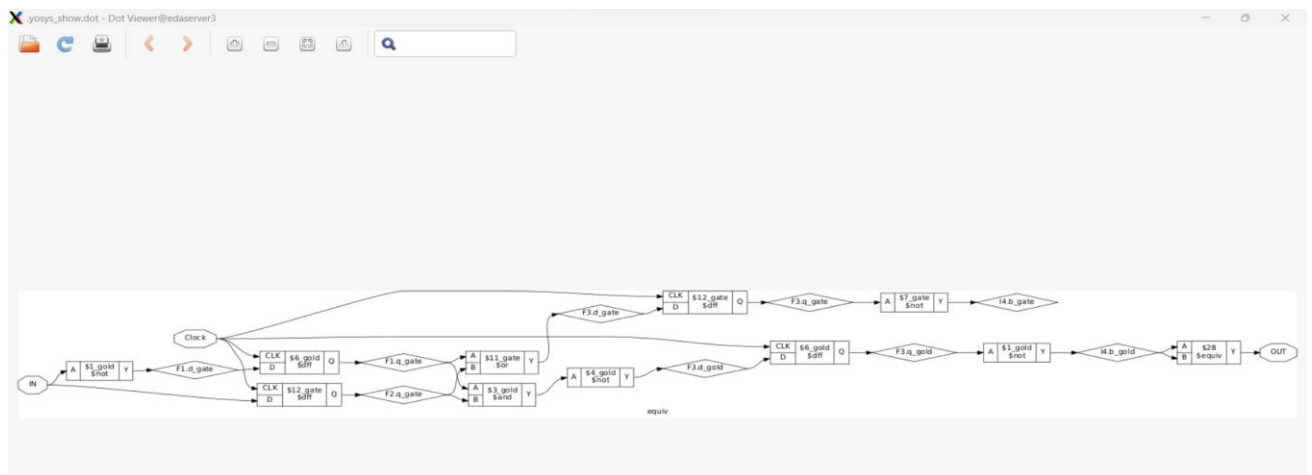 .yosys_show.dot - Dot Viewer@edaserver3
CLK $12_gate Q
D $dff
F3.q_gate
A $7_gate Y
$not
I4.b_gate
F3.d_gate
Clock
CLK $6_gold Q
D $dff
F1.q_gate
A $11_gate Y
B $or
CLK $6_gold Q
D $dff
F3.q_gold
A $1_gold Y
$not
I4.b_gold
A $28 Y
B $equiv
OUT
IN
A $1_gold Y
$not
F1.d_gate
CLK $12_gate Q
D $dff
F2.q_gate
A $3_gold Y
B $and
A $4_gold Y
$not
F3.d_gold
equiv